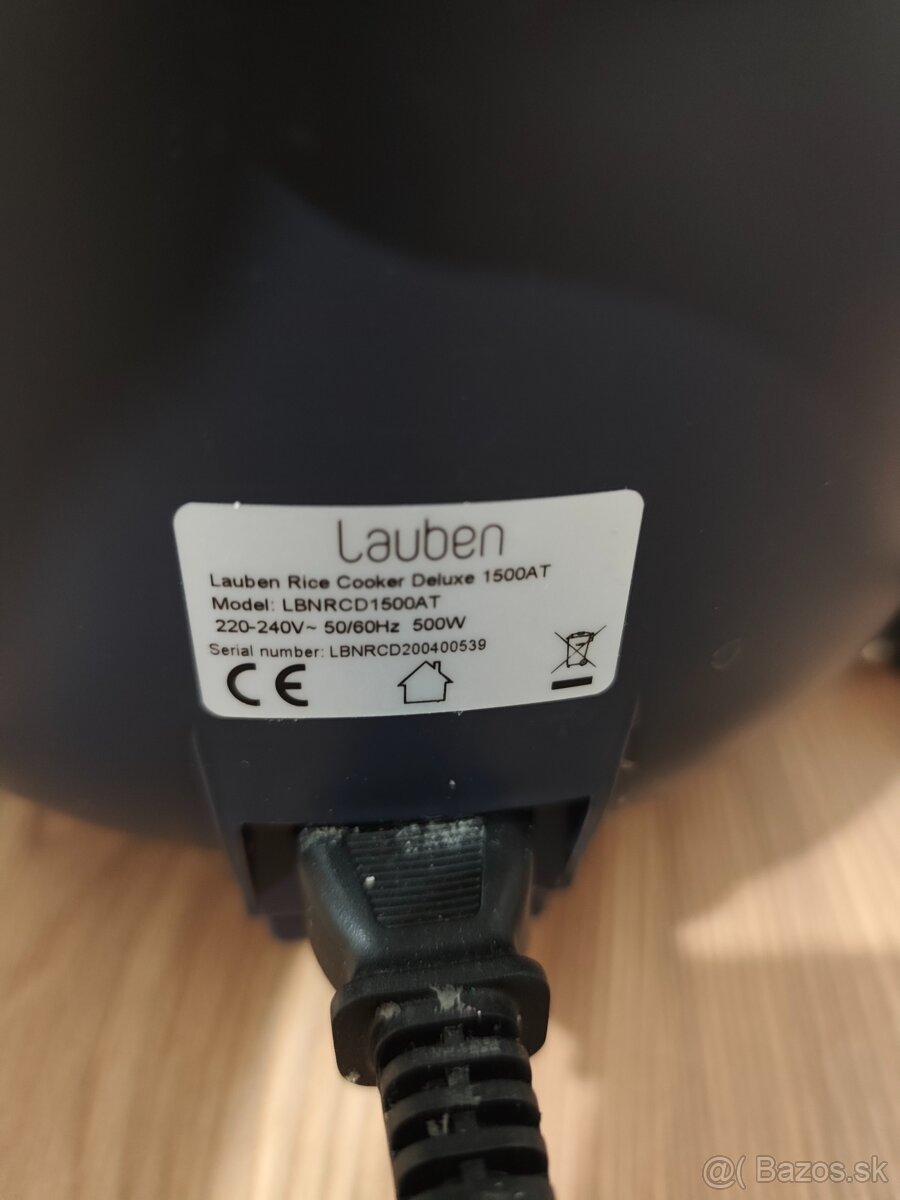 Lauben
Lauben Rice Cooker Deluxe 1500AT
Model: LBNRCD1500AT
220-240V~ 50/60Hz 500W
Serial number: LBNRCD200400539
CE
@( Bazos.sk